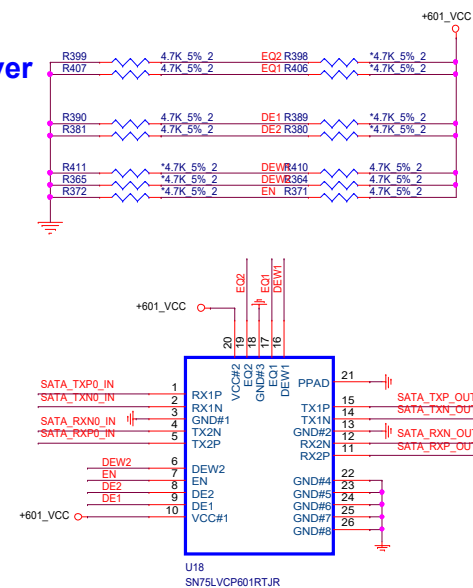 +601_VCC
ver
R399 4.7K_5%_2 EQ2 R398 *4.7K_5%_2
R407 4.7K_5%_2 EQ1 R406 *4.7K_5%_2
R390 4.7K_5%_2 DE1 R389 *4.7K_5%_2
R381 4.7K_5%_2 DE2 R380 *4.7K_5%_2
R411 *4.7K_5%_2 R410 4.7K_5%_2
R365 *4.7K_5%_2 R364 4.7K_5%_2
R372 *4.7K_5%_2 EN R371 4.7K_5%_2
EQ2
EQ1
DEW1
+601_VCC
20
19
18
17
16
VCC#2
EQ2
GND#3
EQ1
DEW1
SATA_TXP0_IN 1 RX1P
SATA_TXN0_IN 2 RX1N
3 GND#1
SATA_RXN0_IN 4 TX2N
SATA_RXP0_IN 5 TX2P
DEW2 6 DEW2
EN 7 EN
DE2 8 DE2
DE1 9 DE1
+601_VCC 10 VCC#1
PPAD 21
TX1P 15 SATA_TXP_OUT
TX1N 14 SATA_TXN_OUT
GND#2 13
RX2N 12 SATA_RXN_OUT
RX2P 11 SATA_RXP_OUT
GND#4 22
GND#5 23
GND#6 24
GND#7 25
GND#8 26
U18
SN75LVCP601RTJR